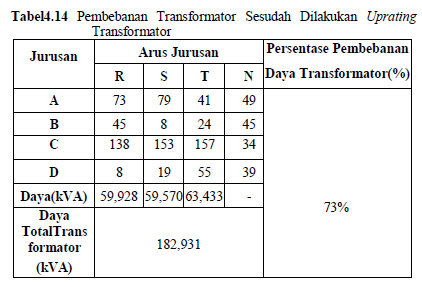 Tabel4.14 Pembebanan Transformator Sesudah Dilakukan Uprating
Transformator
Jurusan Arus Jurusan Persentase Pembebanan
Daya Transformator(%)
R S T N
A 73 79 41 49
B 45 8 24 45
C 138 153 157 34
D 8 19 55 39
Daya(kVA) 59,928 59,570 63,433 -
73%
Daya
TotalTrans
formator
(kVA)
182,931